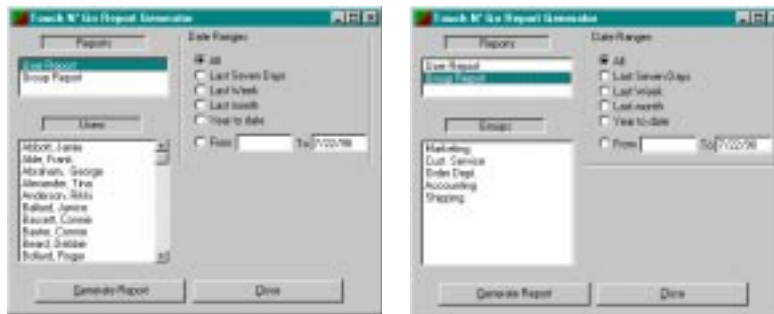 Touch N' Go Report Generator
Reports
User Report
Group Report
Users
Abbott, Jamie
Able, Frank
Abraham, George
Alexander, Tina
Anderson, Rikki
Ballard, Janice
Bassett, Connie
Baxter, Connie
Beard, Debbie
Bollard, Roger
Date Ranges
All
Last Seven Days
Last Week
Last month
Year to date
From To 7/22/98
Generate Report Close
Touch N' Go Report Generator
Reports
User Report
Group Report
Groups
Marketing
Cust. Service
Order Dept.
Accounting
Shipping
Date Ranges
All
Last Seven Days
Last Week
Last month
Year to date
From To 7/22/98
Generate Report Close